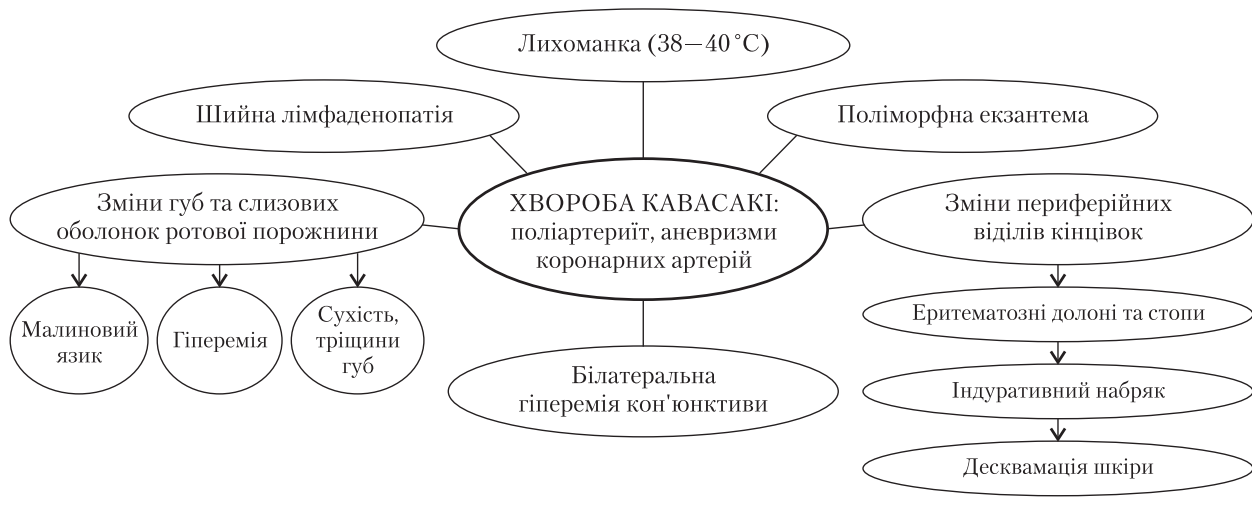 Лихоманка (38—40 °C)
Шийна лімфаденопатія
Поліморфна екзантема
Зміни губ та слизових
оболонок ротової порожнини
ХВОРОБА КАВАСАКІ:
поліартериїт, аневризми
коронарних артерій
Зміни периферійних
віділів кінцівок
Малиновий
язик
Гіперемія
Сухість,
тріщини
губ
Білатеральна
гіперемія кон'юнктиви
Еритематозні долоні та стопи
Індуративний набряк
Десквамація шкіри